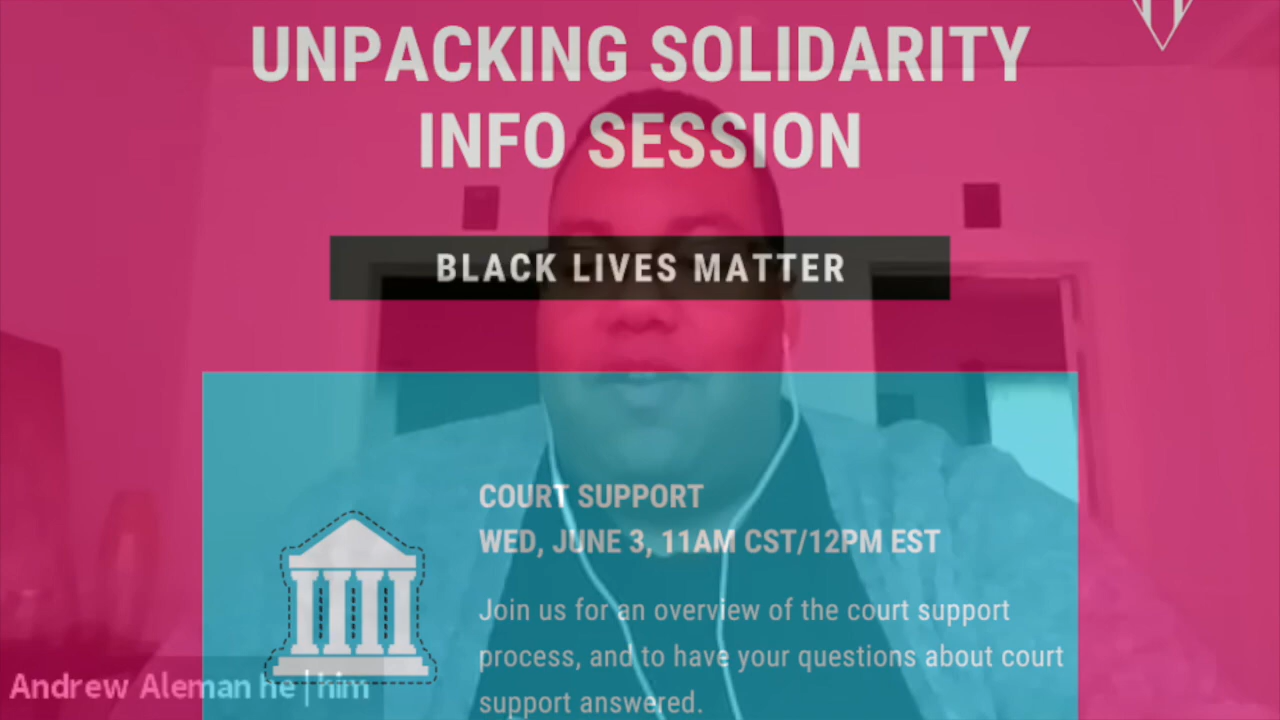 UNPACKING SOLIDARITY
INFO SESSION
BLACK LIVES MATTER
COURT SUPPORT
WED, JUNE 3, 11AM CST/12PM EST
Join us for an overview of the court support
process, and to have your questions about court
support answered.
Andrew Aleman he | him